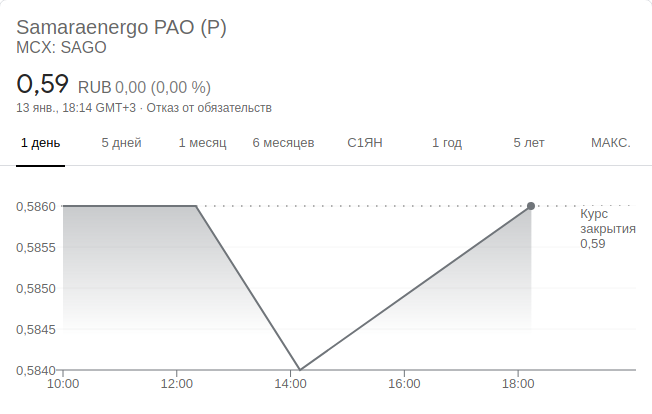 Samaraenergo PAO (P)
MCX: SAGO
0,59 RUB 0,00 (0,00 %)
13 янв., 18:14 GMT+3 · Отказ от обязательств
1 день 5 дней 1 месяц 6 месяцев С1ЯН 1 год 5 лет МАКС.
0,5860
Курс
закрытия
0,59
0,5855
0,5850
0,5845
0,5840
10:00 12:00 14:00 16:00 18:00